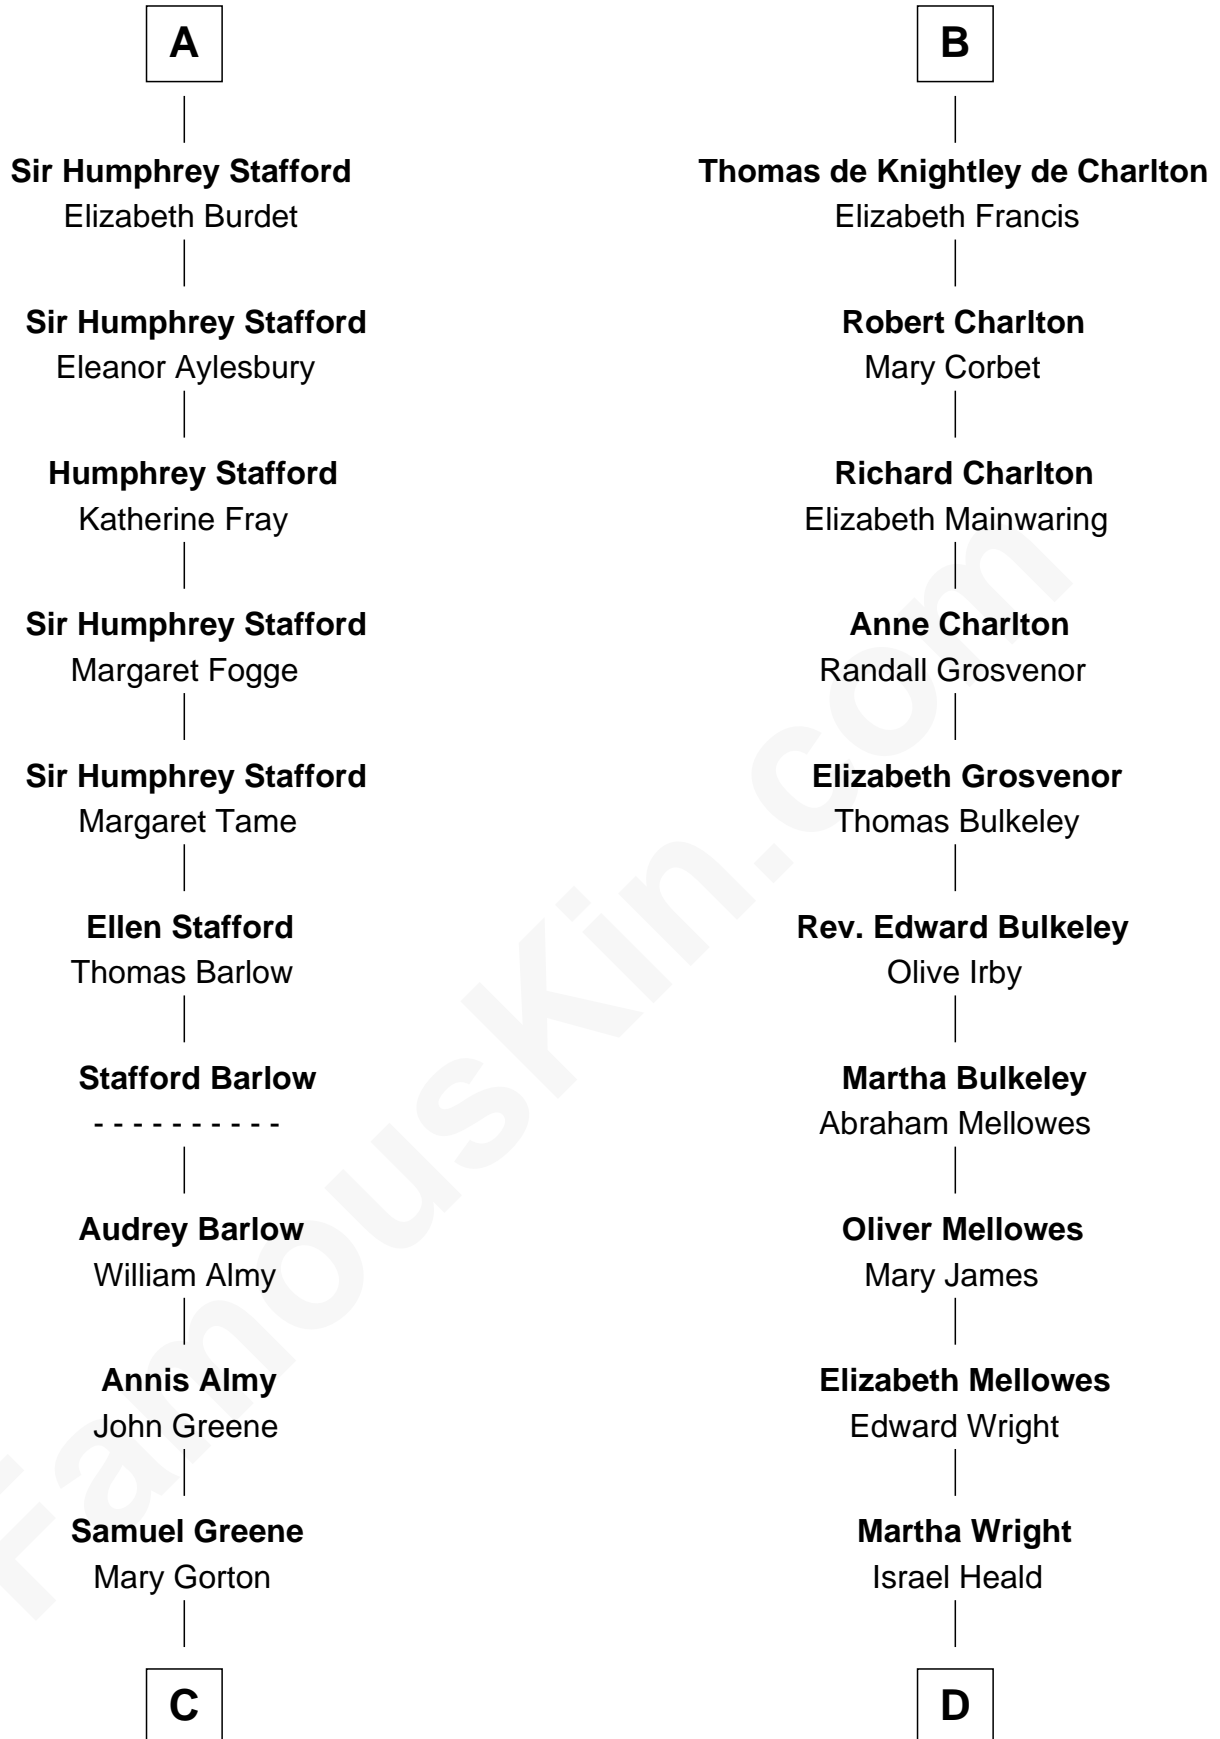 A
Sir Humphrey Stafford
Elizabeth Burdet
Sir Humphrey Stafford
Eleanor Aylesbury
Humphrey Stafford
Katherine Fray
Sir Humphrey Stafford
Margaret Fogge
Sir Humphrey Stafford
Margaret Tame
Ellen Stafford
Thomas Barlow
Stafford Barlow
- - - - - - - - - -
Audrey Barlow
William Almy
Annis Almy
John Greene
Samuel Greene
Mary Gorton
C
B
Thomas de Knightley de Charlton
Elizabeth Francis
Robert Charlton
Mary Corbet
Richard Charlton
Elizabeth Mainwaring
Anne Charlton
Randall Grosvenor
Elizabeth Grosvenor
Thomas Bulkeley
Rev. Edward Bulkeley
Olive Irby
Martha Bulkeley
Abraham Mellowes
Oliver Mellowes
Mary James
Elizabeth Mellowes
Edward Wright
Martha Wright
Israel Heald
D
FamousKin.com